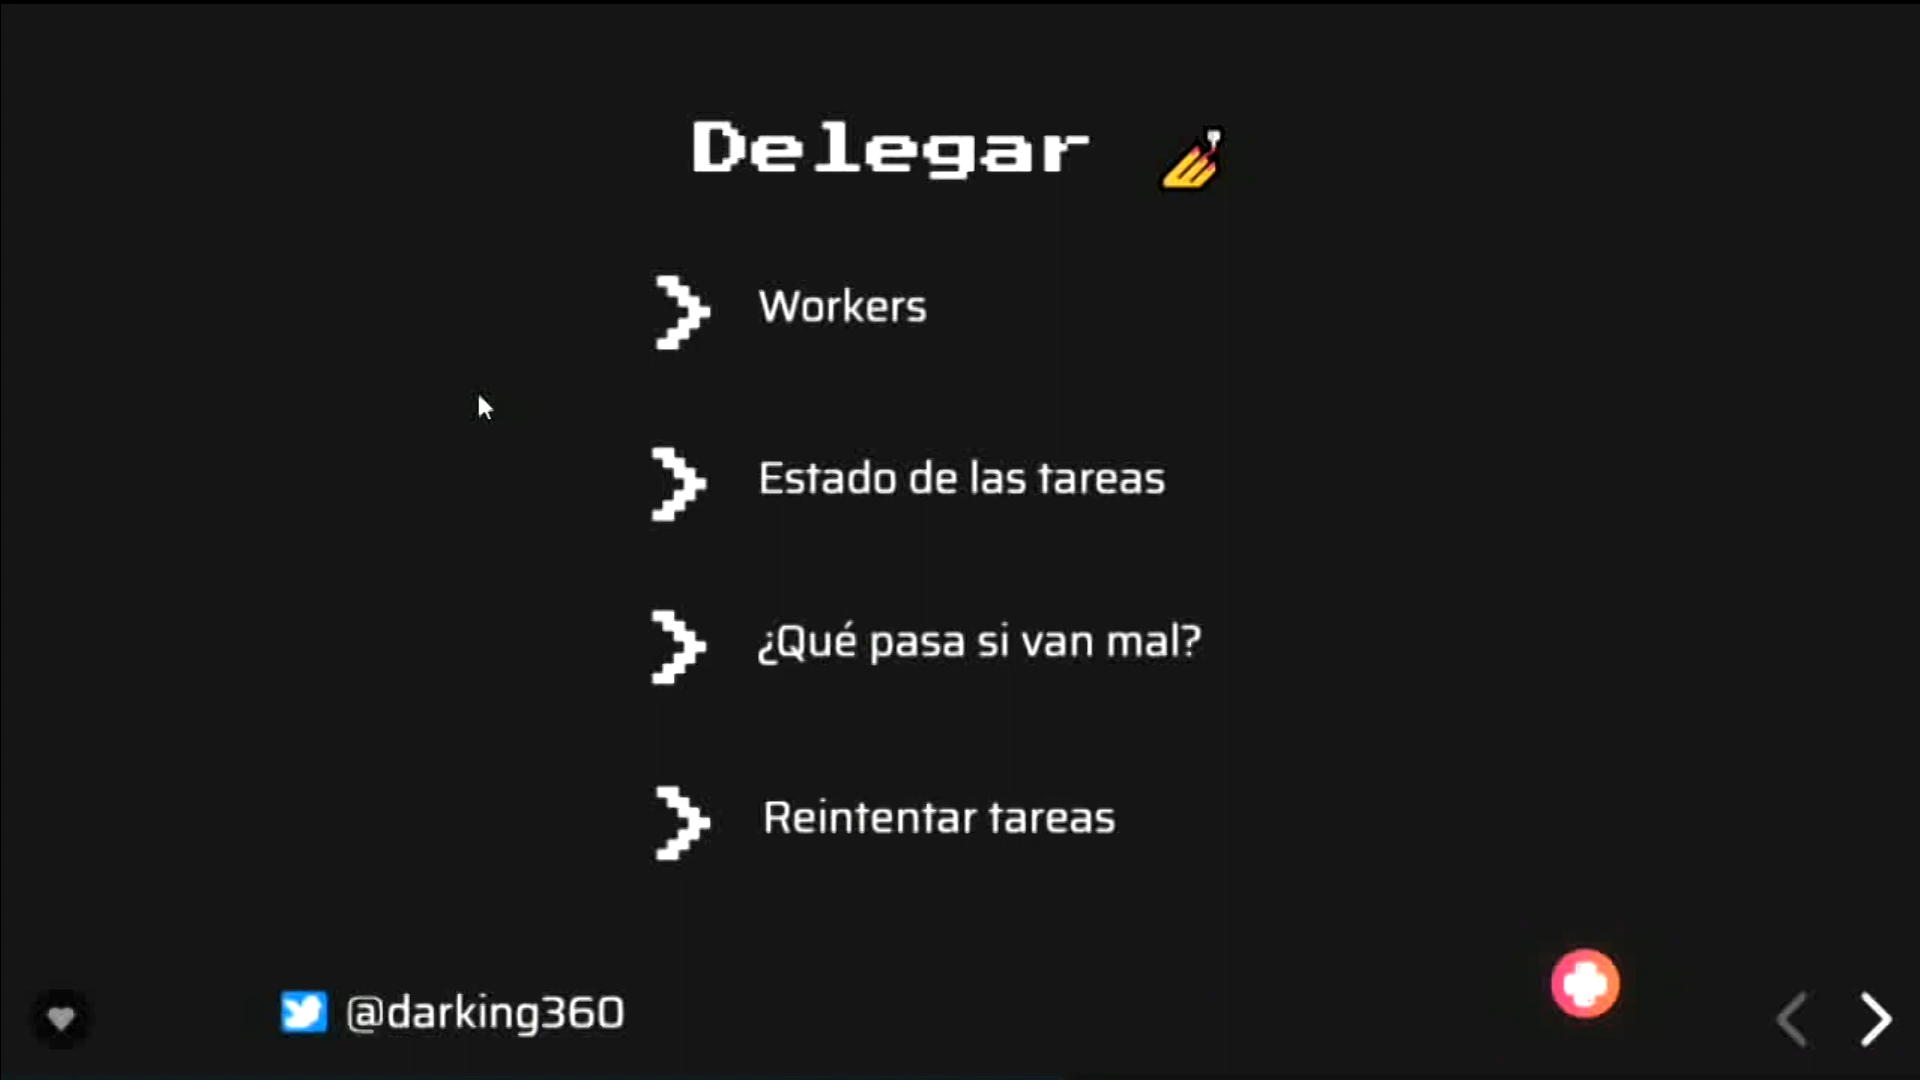 Delegar
Workers
Estado de las tareas
¿Qué pasa si van mal?
Reintentar tareas
@darking360